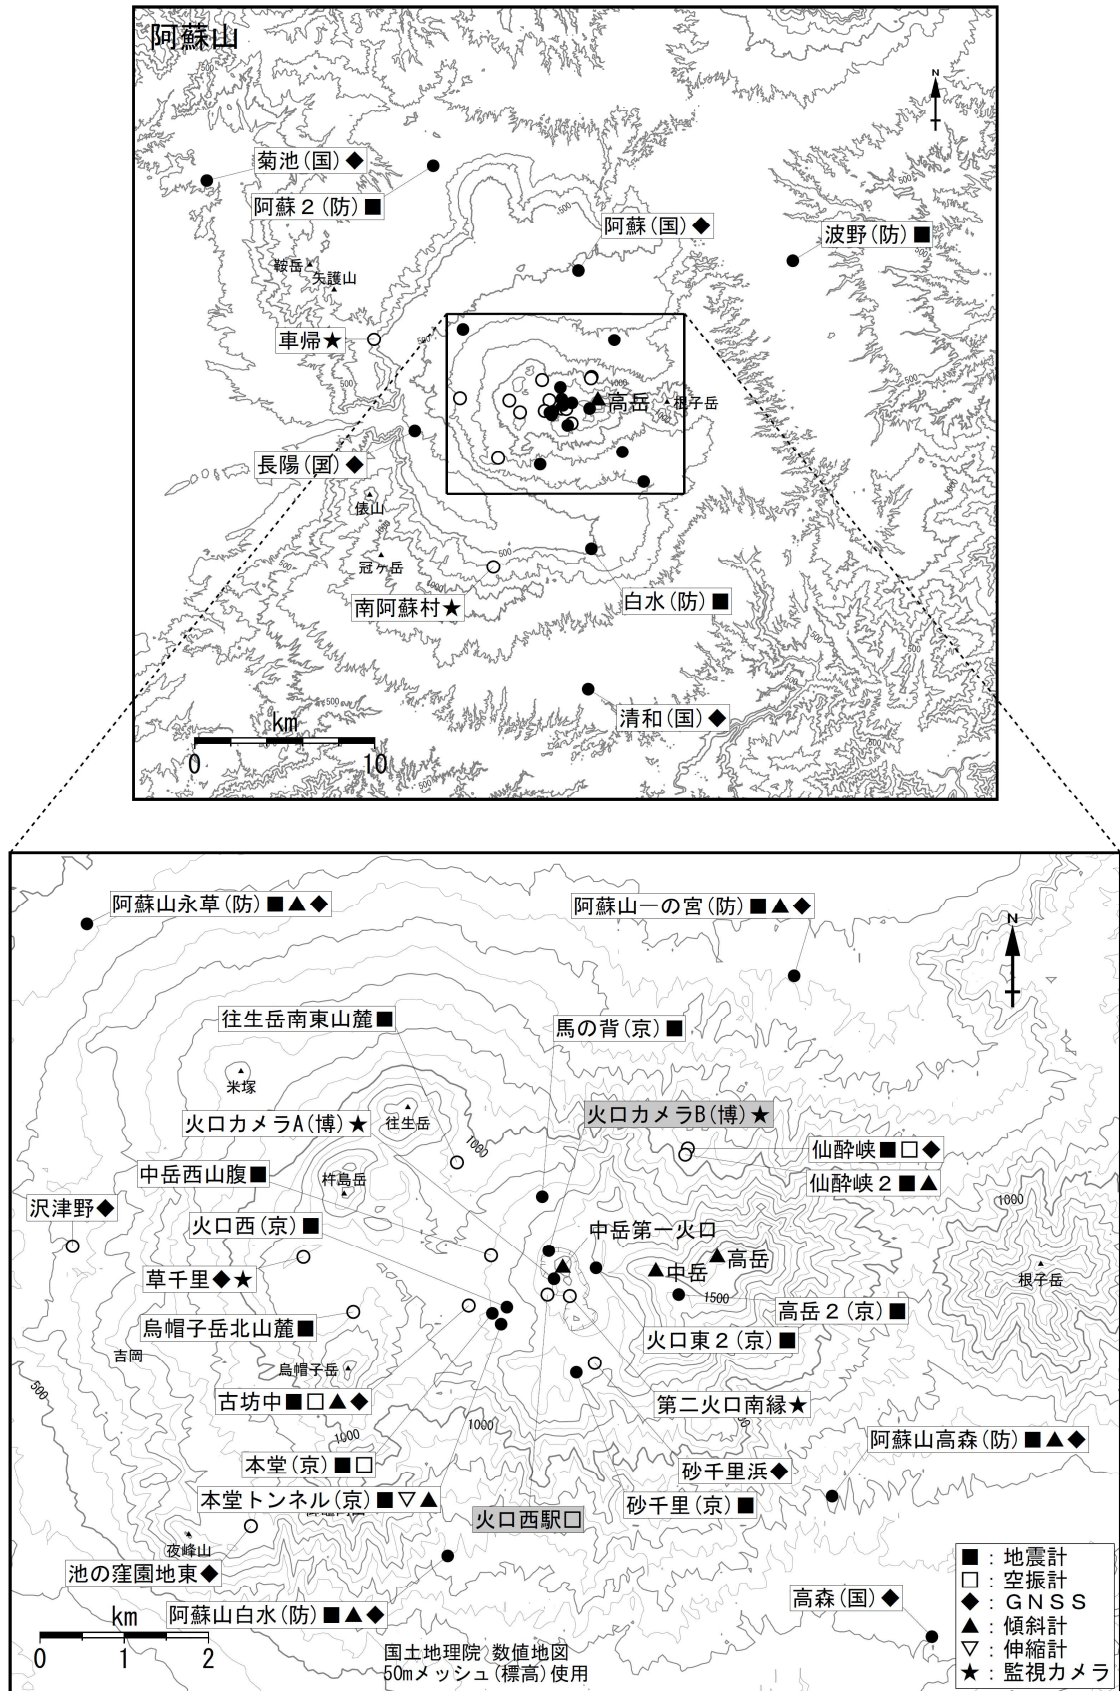 阿蘇山
N
菊池(国)◆
阿蘇2(防)■
阿蘇(国)◆
波野(防)■
鞍岳
矢護山
車帰★
高岳
根子岳
長陽(国)◆
俵山
冠ケ岳
南阿蘇村★
白水(防)■
清和(国)◆
km
0 10
阿蘇山永草(防)■▲◆
阿蘇山一の宮(防)■▲◆
N
往生岳南東山麓■
馬の背(京)■
米塚
火口カメラA(博)★
往生岳
火口カメラB(博)★
1000
仙酔峡■□◆
中岳西山腹■
杵島岳
仙酔峡2■▲
沢津野◆
火口西(京)■
中岳第一火口
1000
草千里◆★
中岳
高岳
根子岳
1500
高岳2(京)■
烏帽子岳北山麓■
火口東2(京)■
吉岡
烏帽子岳
500
古坊中■□▲◆
第二火口南縁★
1000
1000
阿蘇山高森(防)■▲◆
本堂(京)■□
砂千里浜◆
本堂トンネル(京)■▽▲
砂千里(京)■
火口西駅□
夜峰山
池の窪園地東◆
阿蘇山白水(防)■▲◆
高森(国)◆
km
0 1 2
国土地理院 数値地図
50mメッシュ(標高)使用
■：地震計
□：空振計
◆：GNSS
▲：傾斜計
▽：伸縮計
★：監視カメラ